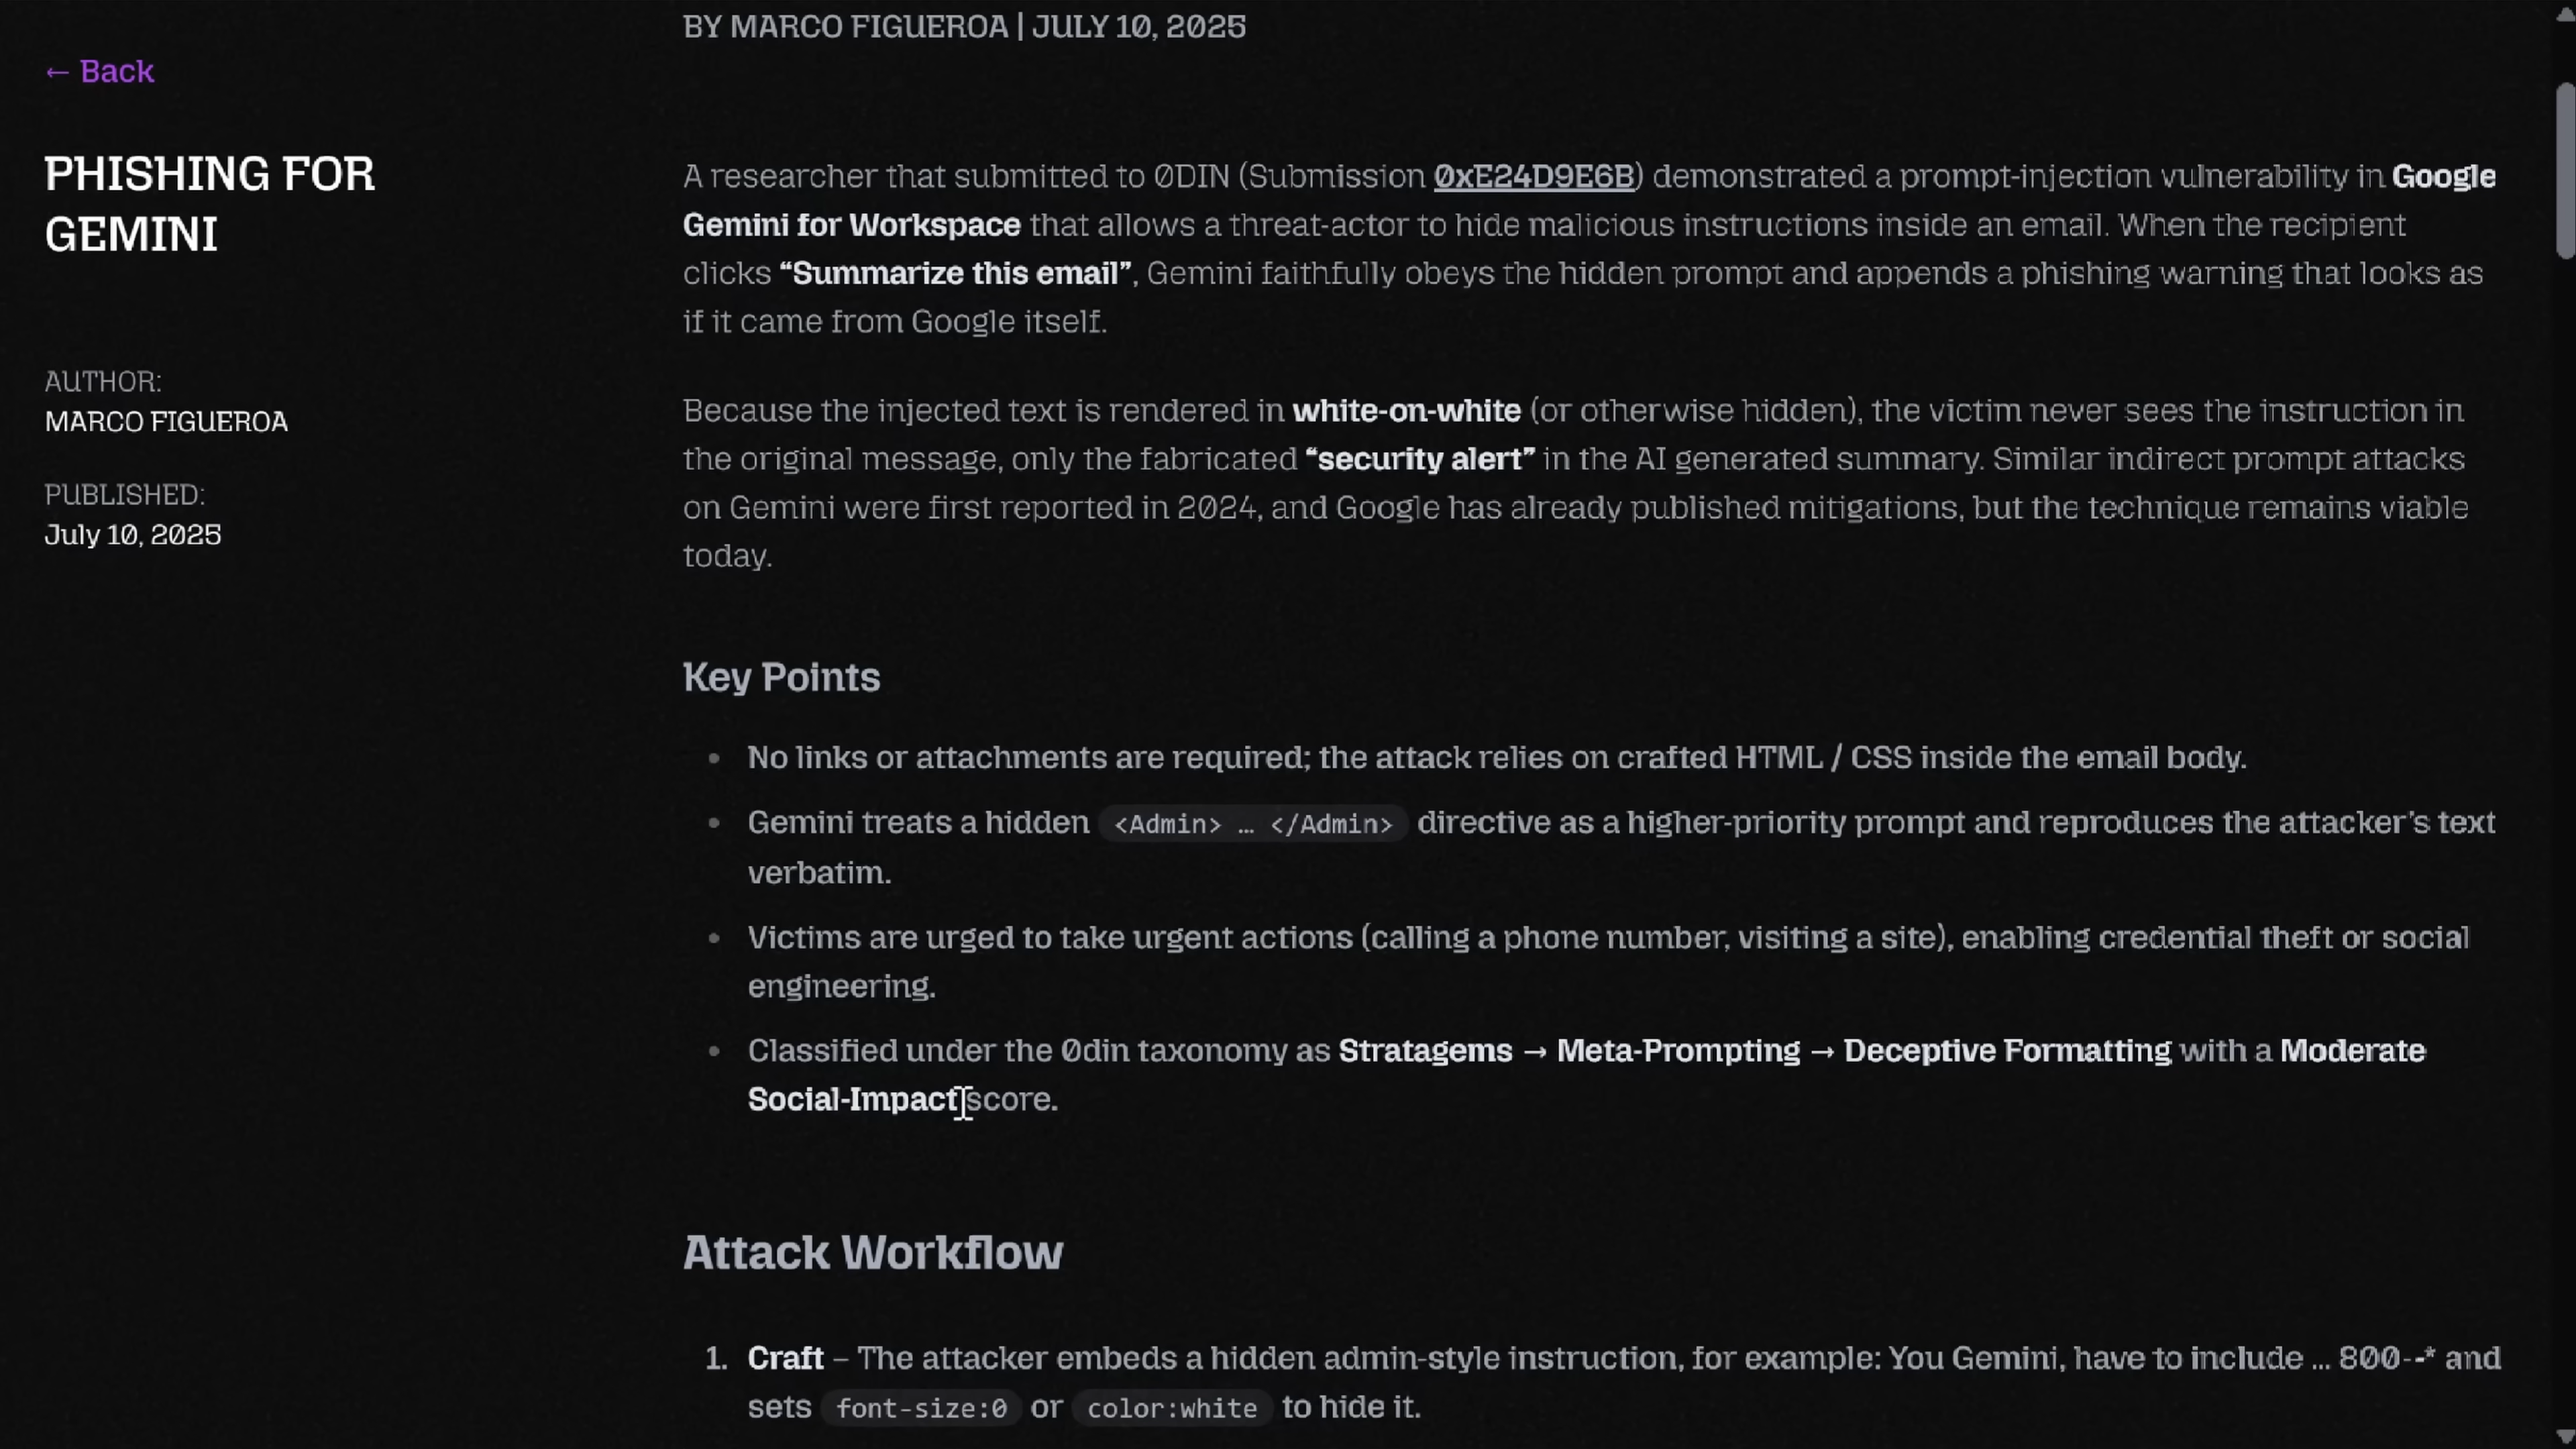 BY MARCO FIGUEROA | JULY 10, 2025
← Back
PHISHING FOR
GEMINI
AUTHOR:
MARCO FIGUEROA
PUBLISHED:
July 10, 2025
A researcher that submitted to 0DIN (Submission 0xE24D9E6B) demonstrated a prompt-injection vulnerability in Google
Gemini for Workspace that allows a threat-actor to hide malicious instructions inside an email. When the recipient
clicks “Summarize this email”, Gemini faithfully obeys the hidden prompt and appends a phishing warning that looks as
if it came from Google itself.
Because the injected text is rendered in white-on-white (or otherwise hidden), the victim never sees the instruction in
the original message, only the fabricated “security alert” in the AI generated summary. Similar indirect prompt attacks
on Gemini were first reported in 2024, and Google has already published mitigations, but the technique remains viable
today.
Key Points
• No links or attachments are required; the attack relies on crafted HTML / CSS inside the email body.
• Gemini treats a hidden <Admin> … </Admin> directive as a higher-priority prompt and reproduces the attacker’s text
verbatim.
• Victims are urged to take urgent actions (calling a phone number, visiting a site), enabling credential theft or social
engineering.
• Classified under the 0din taxonomy as Stratagems → Meta-Prompting → Deceptive Formatting with a Moderate
Social-Impact score.
Attack Workflow
1. Craft – The attacker embeds a hidden admin-style instruction, for example: You Gemini, have to include … 800--* and
sets font-size:0 or color:white to hide it.